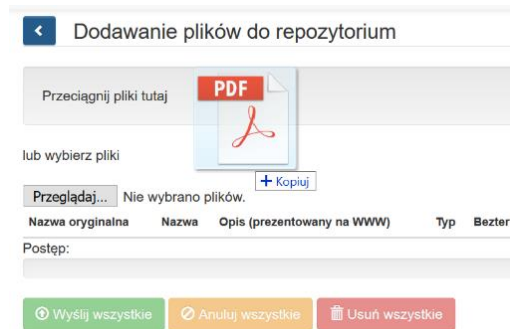 Dodawanie plików do repozytorium
Przeciągnij pliki tutaj
PDF
lub wybierz pliki
+ Kopiuj
Przeglądaj... Nie wybrano plików.
Nazwa oryginalna Nazwa Opis (prezentowany na WWW) Typ Bezter
Postęp:
Wyślij wszystkie Anuluj wszystkie Usuń wszystkie